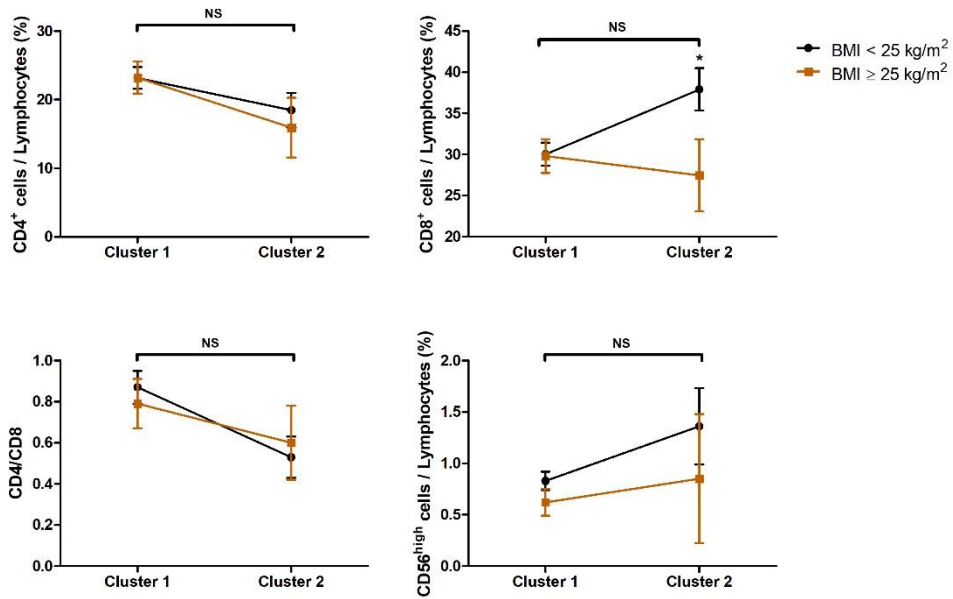 NS
CD4⁺ cells / Lymphocytes (%)
30
20
10
0
Cluster 1 Cluster 2
NS
*
CD8⁺ cells / Lymphocytes (%)
45
40
35
30
25
20
Cluster 1 Cluster 2
BMI < 25 kg/m²
BMI ≥ 25 kg/m²
NS
CD4/CD8
1.0
0.8
0.6
0.4
0.2
0.0
Cluster 1 Cluster 2
NS
CD56ʰⁱᵍʰ cells / Lymphocytes (%)
2.0
1.5
1.0
0.5
0.0
Cluster 1 Cluster 2